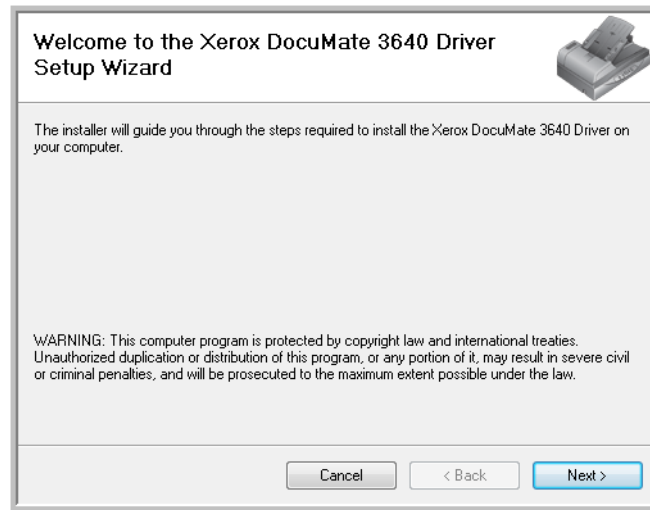 Welcome to the Xerox DocuMate 3640 Driver
Setup Wizard
The installer will guide you through the steps required to install the Xerox DocuMate 3640 Driver on
your computer.
WARNING: This computer program is protected by copyright law and international treaties.
Unauthorized duplication or distribution of this program, or any portion of it, may result in severe civil
or criminal penalties, and will be prosecuted to the maximum extent possible under the law.
Cancel < Back Next >